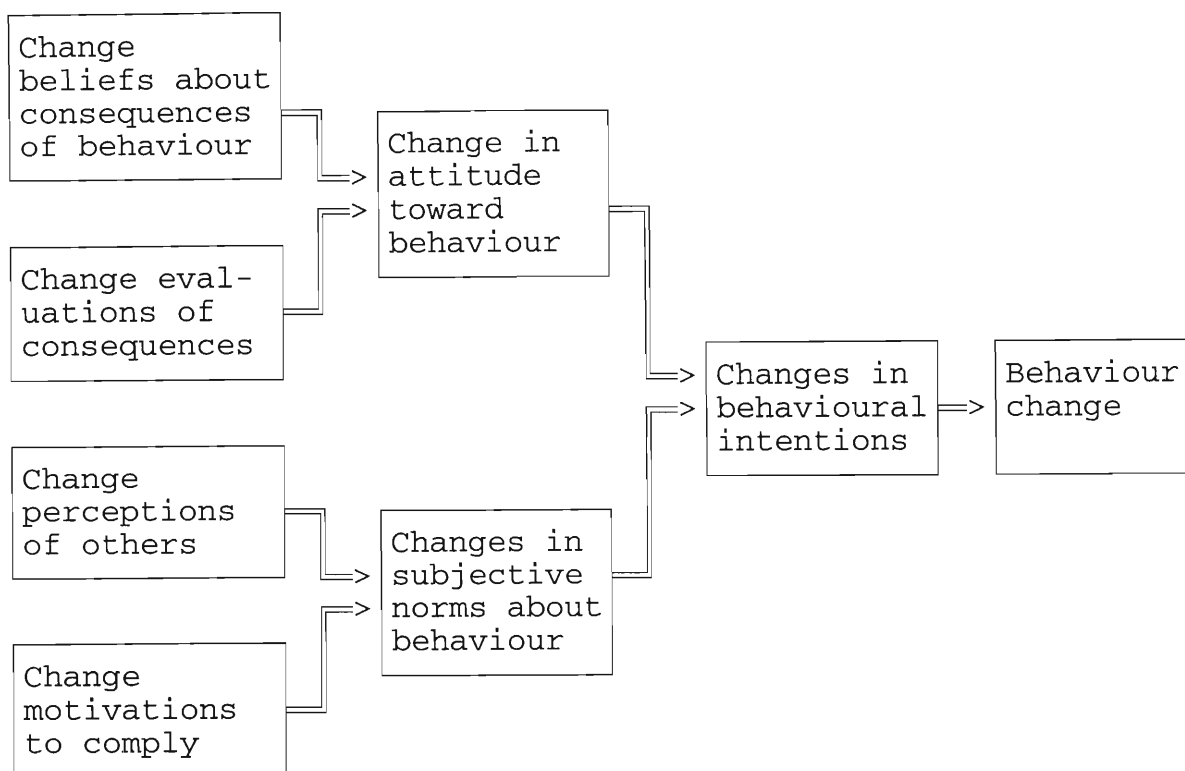 Change
beliefs about
consequences
of behaviour
Change eval-
uations of
consequences
Change in
attitude
toward
behaviour
Change
perceptions
of others
Change
motivations
to comply
Changes in
subjective
norms about
behaviour
Changes in
behavioural
intentions
Behaviour
change